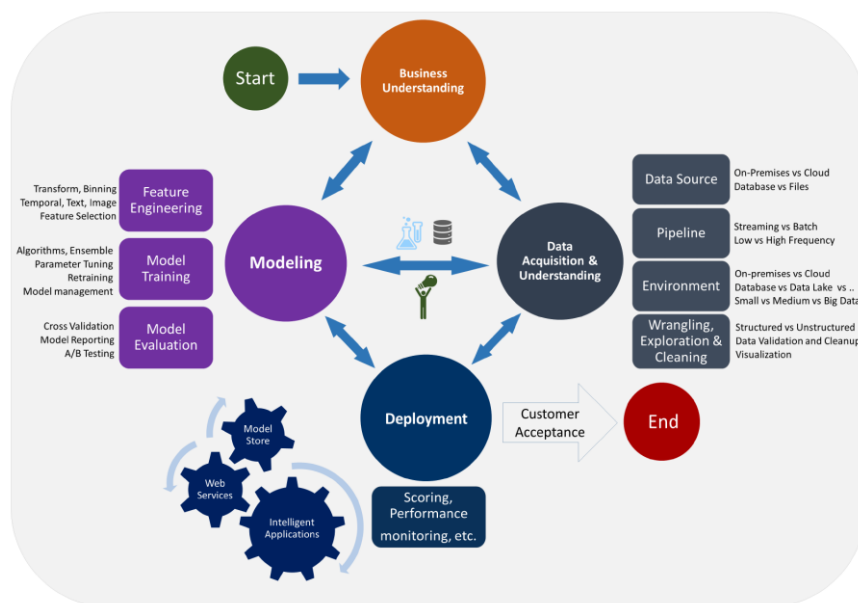 Start
Business
Understanding
Transform, Binning
Temporal, Text, Image
Feature Selection
Feature
Engineering
Algorithms, Ensemble
Parameter Tuning
Retraining
Model management
Model
Training
Cross Validation
Model Reporting
A/B Testing
Model
Evaluation
Modeling
Data
Acquisition &
Understanding
Data Source
On-Premises vs Cloud
Database vs Files
Pipeline
Streaming vs Batch
Low vs High Frequency
Environment
On-premises vs Cloud
Database vs Data Lake vs ..
Small vs Medium vs Big Data
Wrangling,
Exploration &
Cleaning
Structured vs Unstructured
Data Validation and Cleanup
Visualization
Deployment
Customer
Acceptance
End
Scoring,
Performance
monitoring, etc.
Model
Store
Web
Services
Intelligent
Applications